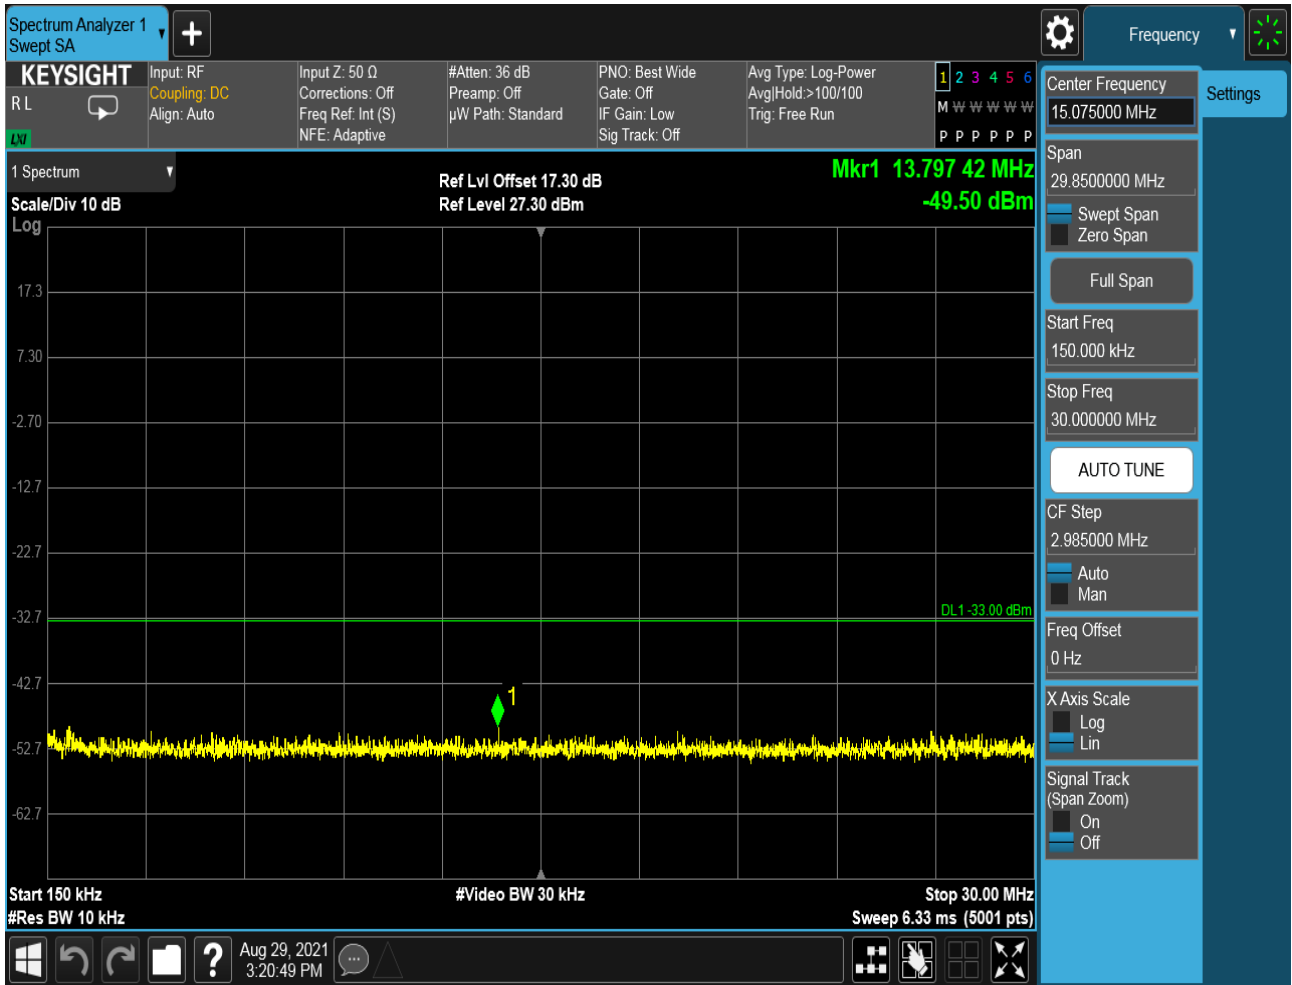 Spectrum Analyzer 1
Swept SA
Frequency
KEYSIGHT
R L
LXI
Input: RF
Coupling: DC
Align: Auto
Input Z: 50 Ω
Corrections: Off
Freq Ref: Int (S)
NFE: Adaptive
#Atten: 36 dB
Preamp: Off
µW Path: Standard
PNO: Best Wide
Gate: Off
IF Gain: Low
Sig Track: Off
Avg Type: Log-Power
Avg|Hold:>100/100
Trig: Free Run
1 2 3 4 5 6
M W W W W W
P P P P P P
1 Spectrum
Scale/Div 10 dB
Log
Ref Lvl Offset 17.30 dB
Ref Level 27.30 dBm
Mkr1 13.797 42 MHz
-49.50 dBm
17.3
7.30
-2.70
-12.7
-22.7
-32.7
-42.7
-52.7
-62.7
DL1 -33.00 dBm
1
Start 150 kHz
#Res BW 10 kHz
#Video BW 30 kHz
Stop 30.00 MHz
Sweep 6.33 ms (5001 pts)
Center Frequency
15.075000 MHz
Settings
Span
29.8500000 MHz
Swept Span
Zero Span
Full Span
Start Freq
150.000 kHz
Stop Freq
30.000000 MHz
AUTO TUNE
CF Step
2.985000 MHz
Auto
Man
Freq Offset
0 Hz
X Axis Scale
Log
Lin
Signal Track
(Span Zoom)
On
Off
?
Aug 29, 2021
3:20:49 PM